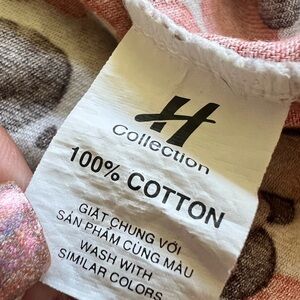 H
Collection
100% COTTON
GIẶT CHUNG VỚI
SẢN PHẨM CÙNG MÀU
WASH WITH
SIMILAR COLORS